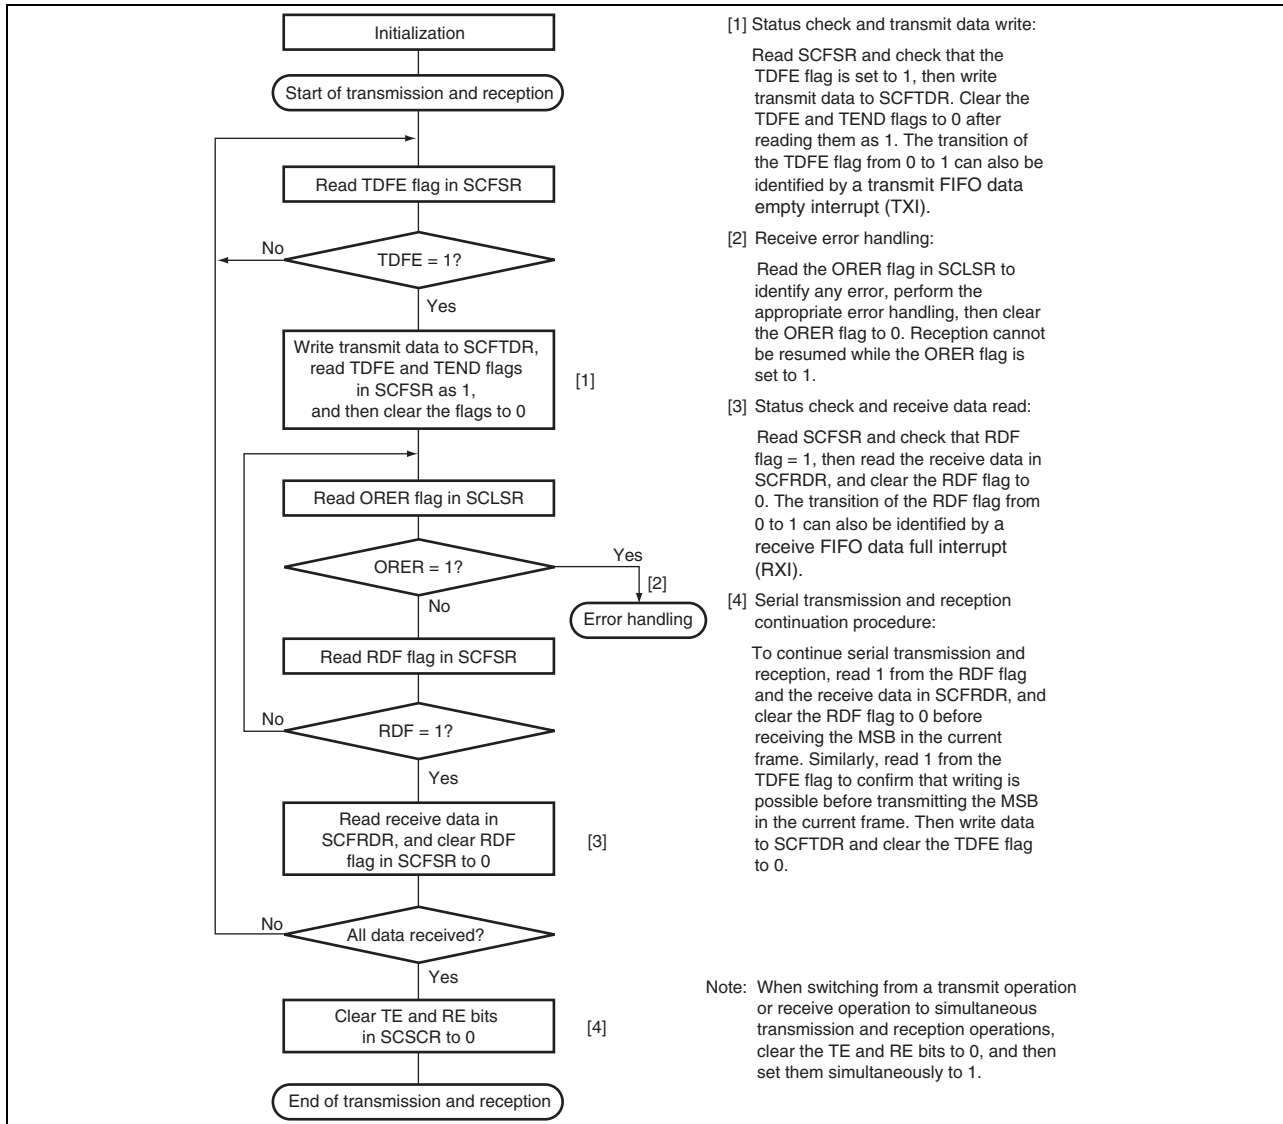 Initialization
Start of transmission and reception
Read TDFE flag in SCFSR
No
TDFE = 1?
Yes
Write transmit data to SCFTDR,
read TDFE and TEND flags
in SCFSR as 1,
and then clear the flags to 0
[1]
Read ORER flag in SCLSR
ORER = 1?
Yes
[2]
No
Error handling
Read RDF flag in SCFSR
No
RDF = 1?
Yes
Read receive data in
SCFRDR, and clear RDF
flag in SCFSR to 0
[3]
No
All data received?
Yes
Clear TE and RE bits
in SCSCR to 0
[4]
End of transmission and reception
[1] Status check and transmit data write:
Read SCFSR and check that the
TDFE flag is set to 1, then write
transmit data to SCFTDR. Clear the
TDFE and TEND flags to 0 after
reading them as 1. The transition of
the TDFE flag from 0 to 1 can also be
identified by a transmit FIFO data
empty interrupt (TXI).
[2] Receive error handling:
Read the ORER flag in SCLSR to
identify any error, perform the
appropriate error handling, then clear
the ORER flag to 0. Reception cannot
be resumed while the ORER flag is
set to 1.
[3] Status check and receive data read:
Read SCFSR and check that RDF
flag = 1, then read the receive data in
SCFRDR, and clear the RDF flag to
0. The transition of the RDF flag from
0 to 1 can also be identified by a
receive FIFO data full interrupt
(RXI).
[4] Serial transmission and reception
continuation procedure:
To continue serial transmission and
reception, read 1 from the RDF flag
and the receive data in SCFRDR, and
clear the RDF flag to 0 before
receiving the MSB in the current
frame. Similarly, read 1 from the
TDFE flag to confirm that writing is
possible before transmitting the MSB
in the current frame. Then write data
to SCFTDR and clear the TDFE flag
to 0.
Note: When switching from a transmit operation
or receive operation to simultaneous
transmission and reception operations,
clear the TE and RE bits to 0, and then
set them simultaneously to 1.